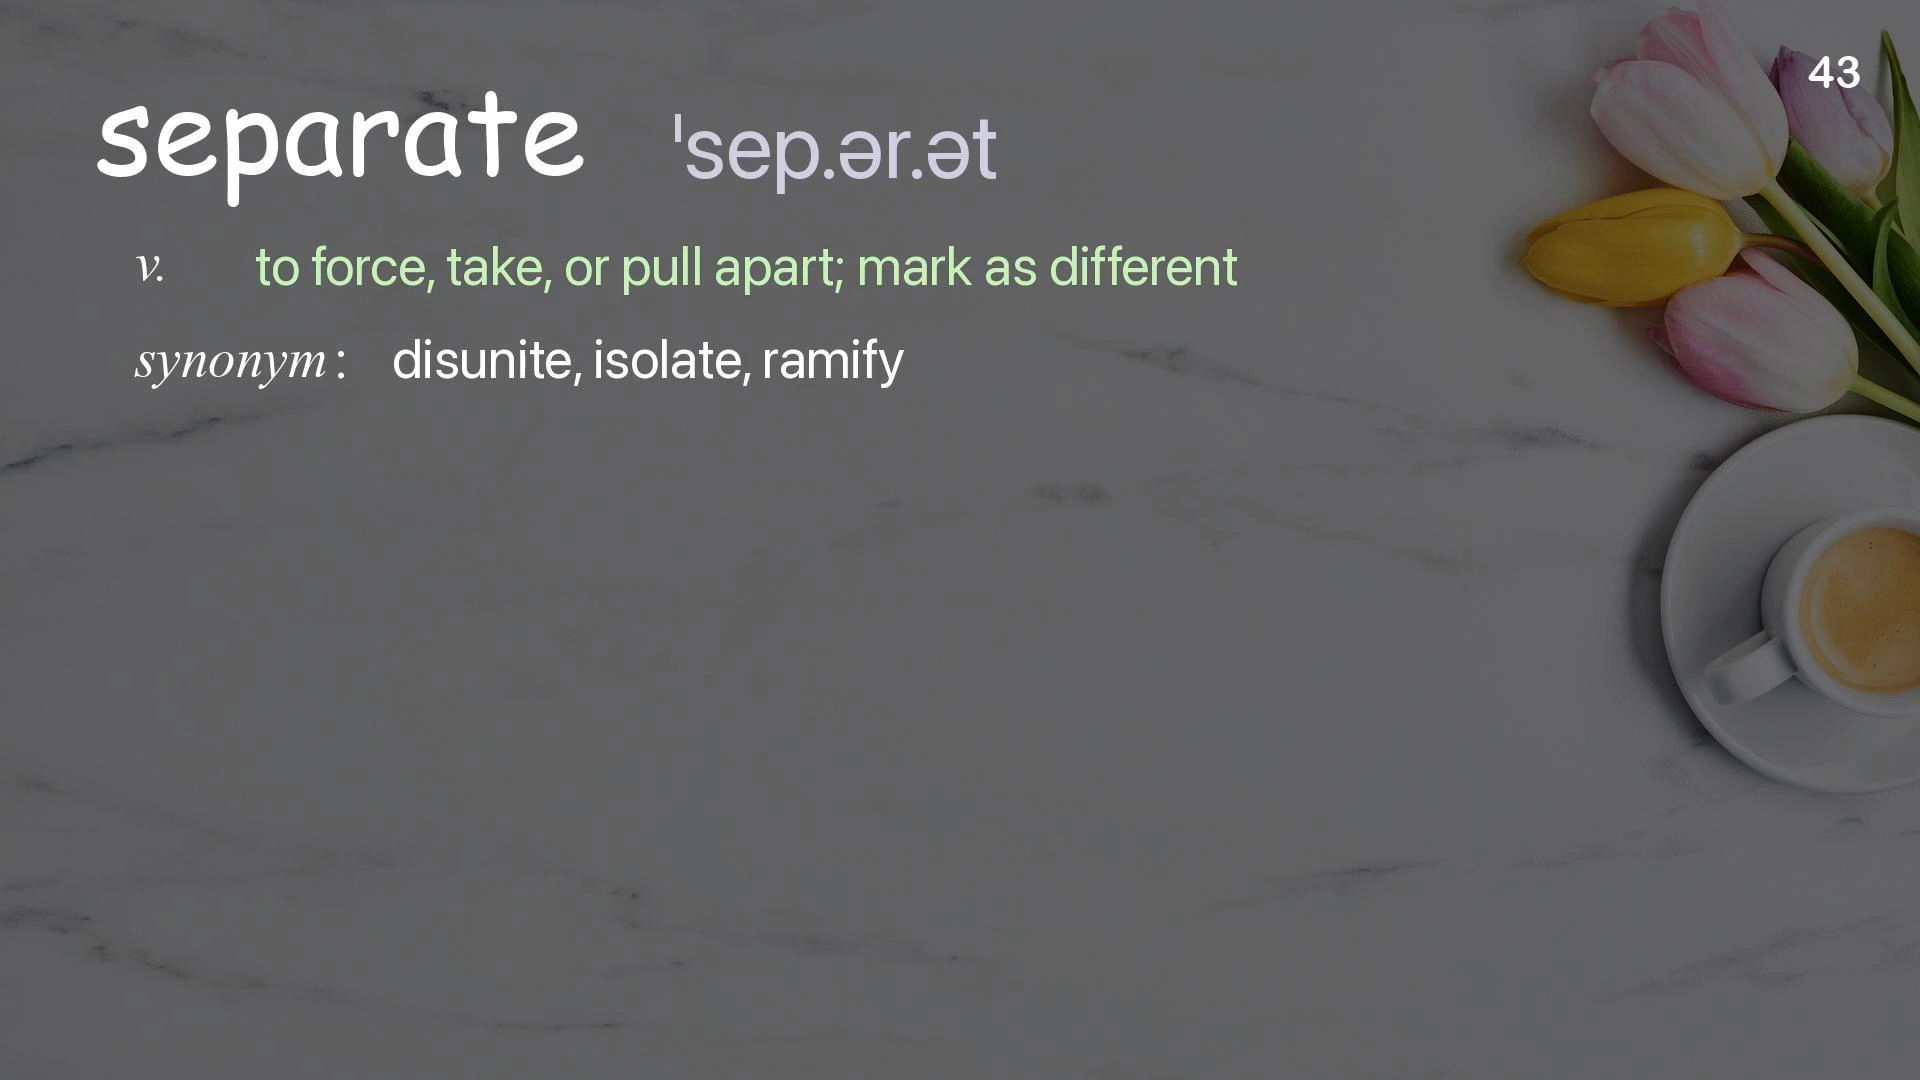 43
separate ˈsep.ər.ət
v. to force, take, or pull apart; mark as different
synonym : disunite, isolate, ramify